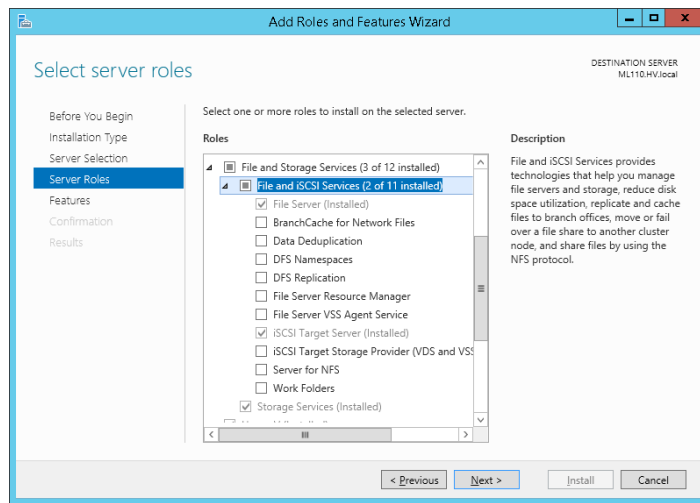 Add Roles and Features Wizard
Select server roles
DESTINATION SERVER
ML110.HV.local
Before You Begin
Installation Type
Server Selection
Server Roles
Features
Confirmation
Results
Select one or more roles to install on the selected server.
Roles
File and Storage Services (3 of 12 installed)
File and iSCSI Services (2 of 11 installed)
File Server (Installed)
BranchCache for Network Files
Data Deduplication
DFS Namespaces
DFS Replication
File Server Resource Manager
File Server VSS Agent Service
iSCSI Target Server (Installed)
iSCSI Target Storage Provider (VDS and VSS
Server for NFS
Work Folders
Storage Services (Installed)
Description
File and iSCSI Services provides
technologies that help you manage
file servers and storage, reduce disk
space utilization, replicate and cache
files to branch offices, move or fail
over a file share to another cluster
node, and share files by using the
NFS protocol.
< Previous
Next >
Install
Cancel